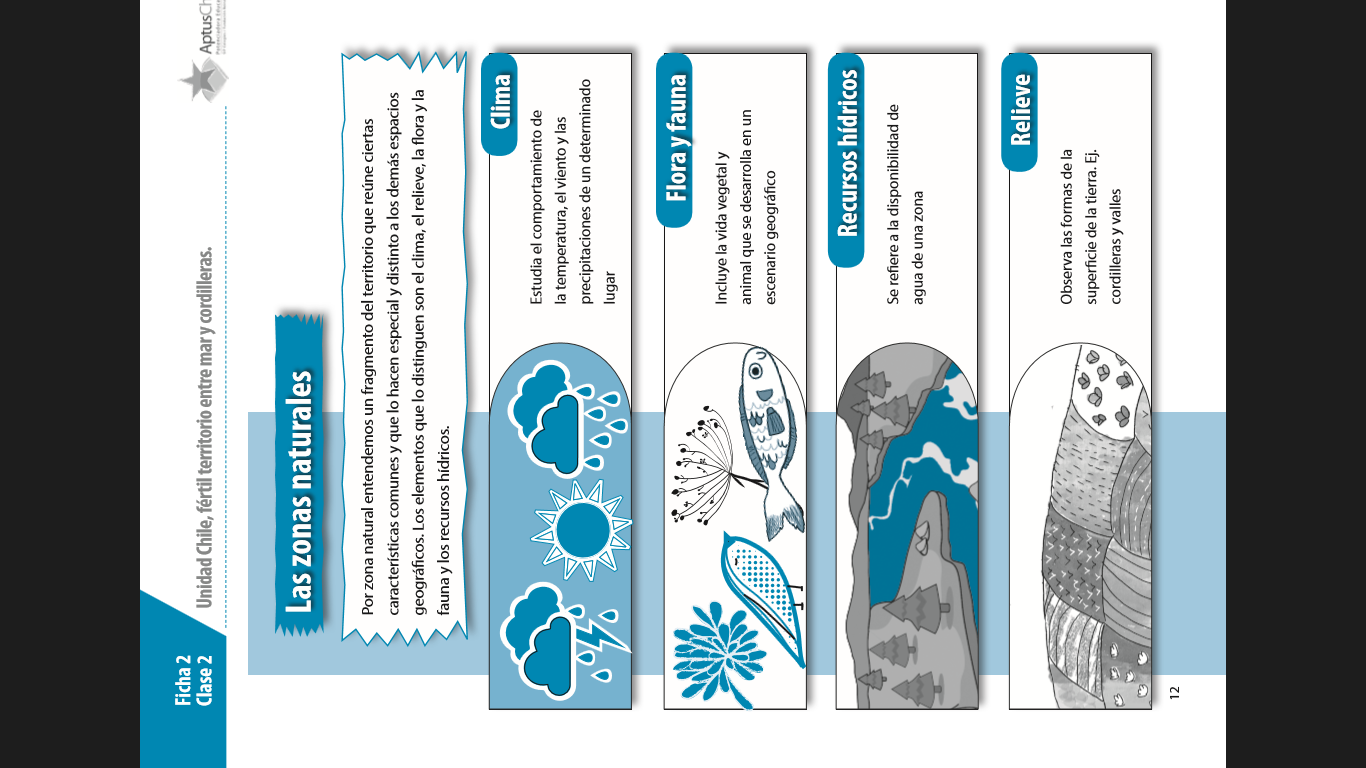 Ficha 2
Clase 2
Unidad Chile, fértil territorio entre mar y cordilleras.
Las zonas naturales
Por zona natural entendemos un fragmento del territorio que reúne ciertas
características comunes y que lo hacen especial y distinto a los demás espacios
geográficos. Los elementos que lo distinguen son el clima, el relieve, la flora y la
fauna y los recursos hídricos.
Clima
Estudia el comportamiento de
la temperatura, el viento y las
precipitaciones de un determinado
lugar
Flora y fauna
Incluye la vida vegetal y
animal que se desarrolla en un
escenario geográfico
Recursos hídricos
Se refiere a la disponibilidad de
agua de una zona
Relieve
Observa las formas de la
superficie de la tierra. Ej.
cordilleras y valles
12